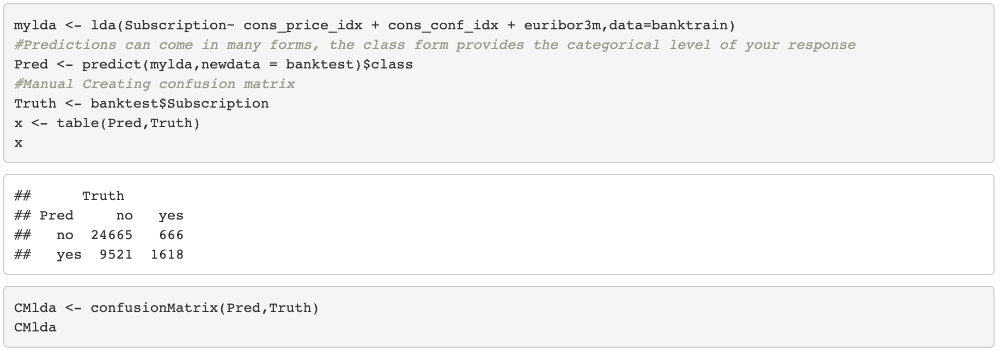 mylda <- lda(Subscription~ cons_price_idx + cons_conf_idx + euribor3m,data=banktrain)
#Predictions can come in many forms, the class form provides the categorical level of your response
Pred <- predict(mylda,newdata = banktest)$class
#Manual Creating confusion matrix
Truth <- banktest$Subscription
x <- table(Pred,Truth)
x
##      Truth
## Pred     no   yes
##   no  24665   666
##   yes  9521  1618
CMlda <- confusionMatrix(Pred,Truth)
CMlda